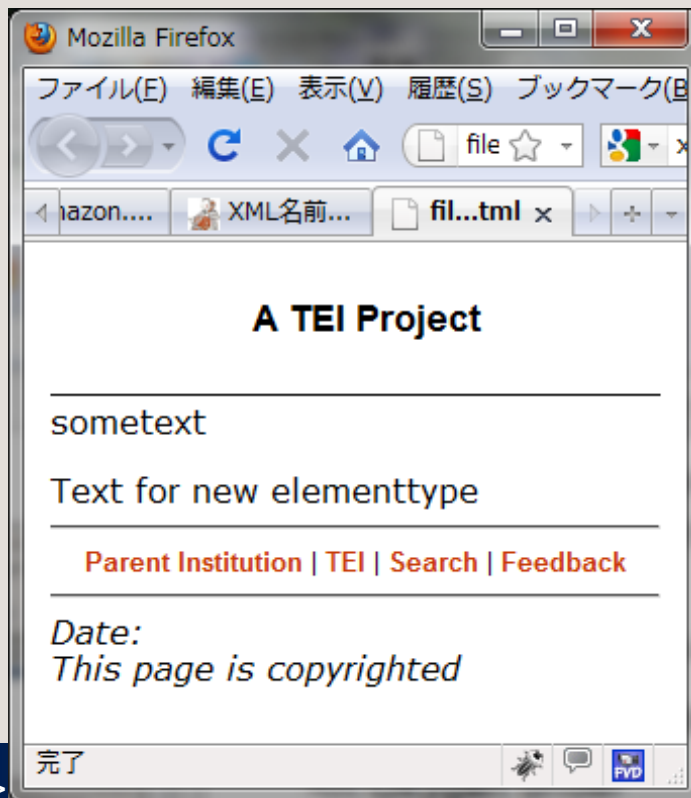 Mozilla Firefox
ファイル(F) 編集(E) 表示(V) 履歴(S) ブックマーク(B
file
nazon.... XML名前... fil...tml
A TEI Project
sometext
Text for new elementtype
Parent Institution | TEI | Search | Feedback
Date:
This page is copyrighted
完了 FVD